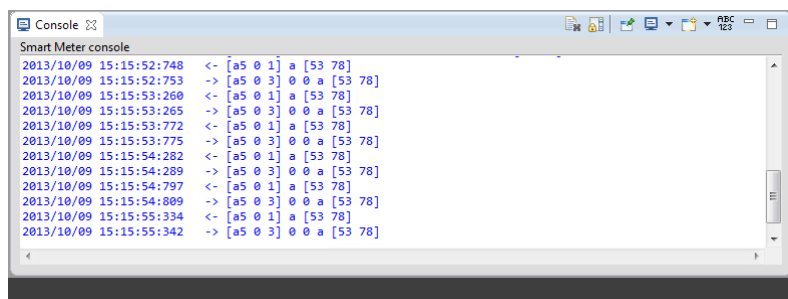 Console
ABC
123
Smart Meter console
2013/10/09 15:15:52:748 <- [a5 0 1] a [53 78]
2013/10/09 15:15:52:753 -> [a5 0 3] 0 0 a [53 78]
2013/10/09 15:15:53:260 <- [a5 0 1] a [53 78]
2013/10/09 15:15:53:265 -> [a5 0 3] 0 0 a [53 78]
2013/10/09 15:15:53:772 <- [a5 0 1] a [53 78]
2013/10/09 15:15:53:775 -> [a5 0 3] 0 0 a [53 78]
2013/10/09 15:15:54:282 <- [a5 0 1] a [53 78]
2013/10/09 15:15:54:289 -> [a5 0 3] 0 0 a [53 78]
2013/10/09 15:15:54:797 <- [a5 0 1] a [53 78]
2013/10/09 15:15:54:809 -> [a5 0 3] 0 0 a [53 78]
2013/10/09 15:15:55:334 <- [a5 0 1] a [53 78]
2013/10/09 15:15:55:342 -> [a5 0 3] 0 0 a [53 78]